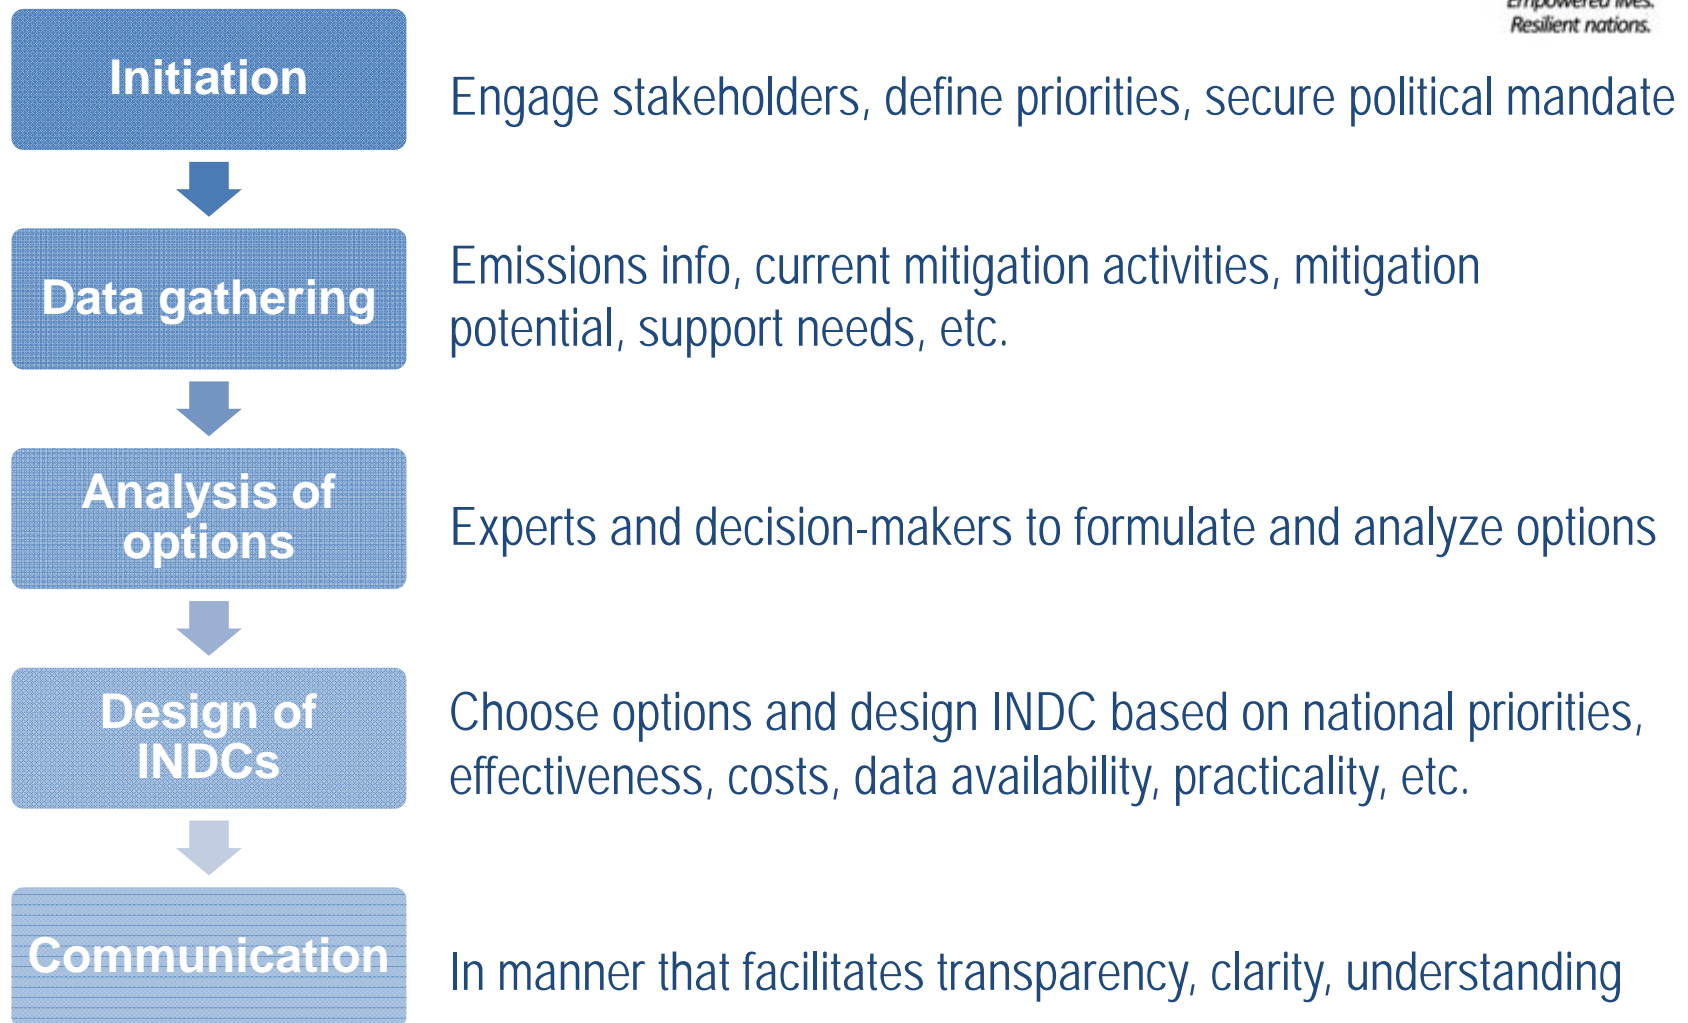 Empowered lives.
Resilient nations.
Initiation
Engage stakeholders, define priorities, secure political mandate
Data gathering
Emissions info, current mitigation activities, mitigation
potential, support needs, etc.
Analysis of
options
Experts and decision-makers to formulate and analyze options
Design of
INDCs
Choose options and design INDC based on national priorities,
effectiveness, costs, data availability, practicality, etc.
Communication
In manner that facilitates transparency, clarity, understanding